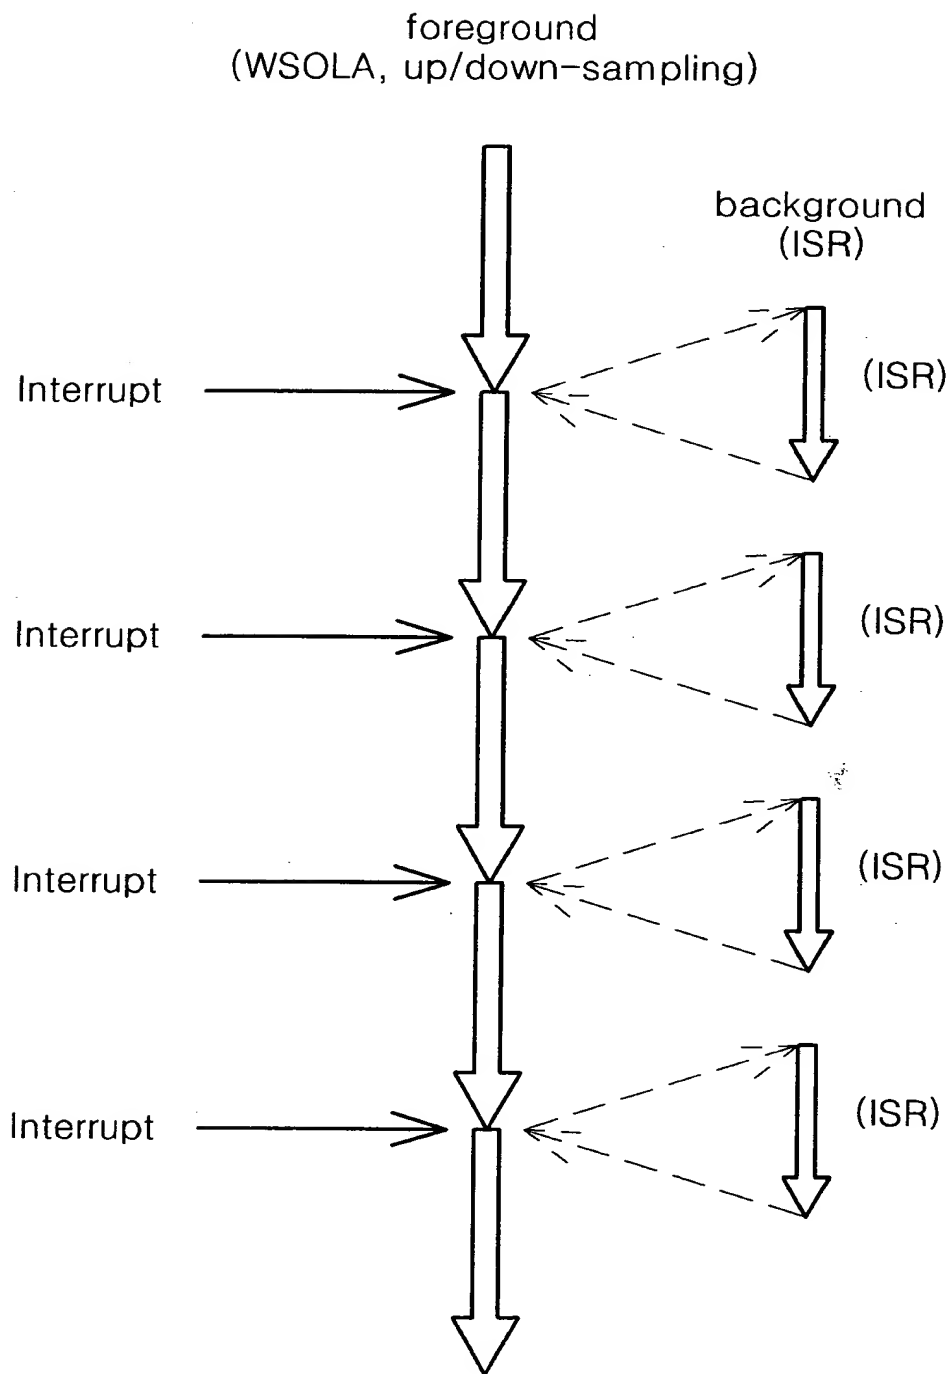 foreground
(WSOLA, up/down-sampling)
background
(ISR)
Interrupt
(ISR)
Interrupt
(ISR)
Interrupt
(ISR)
Interrupt
(ISR)